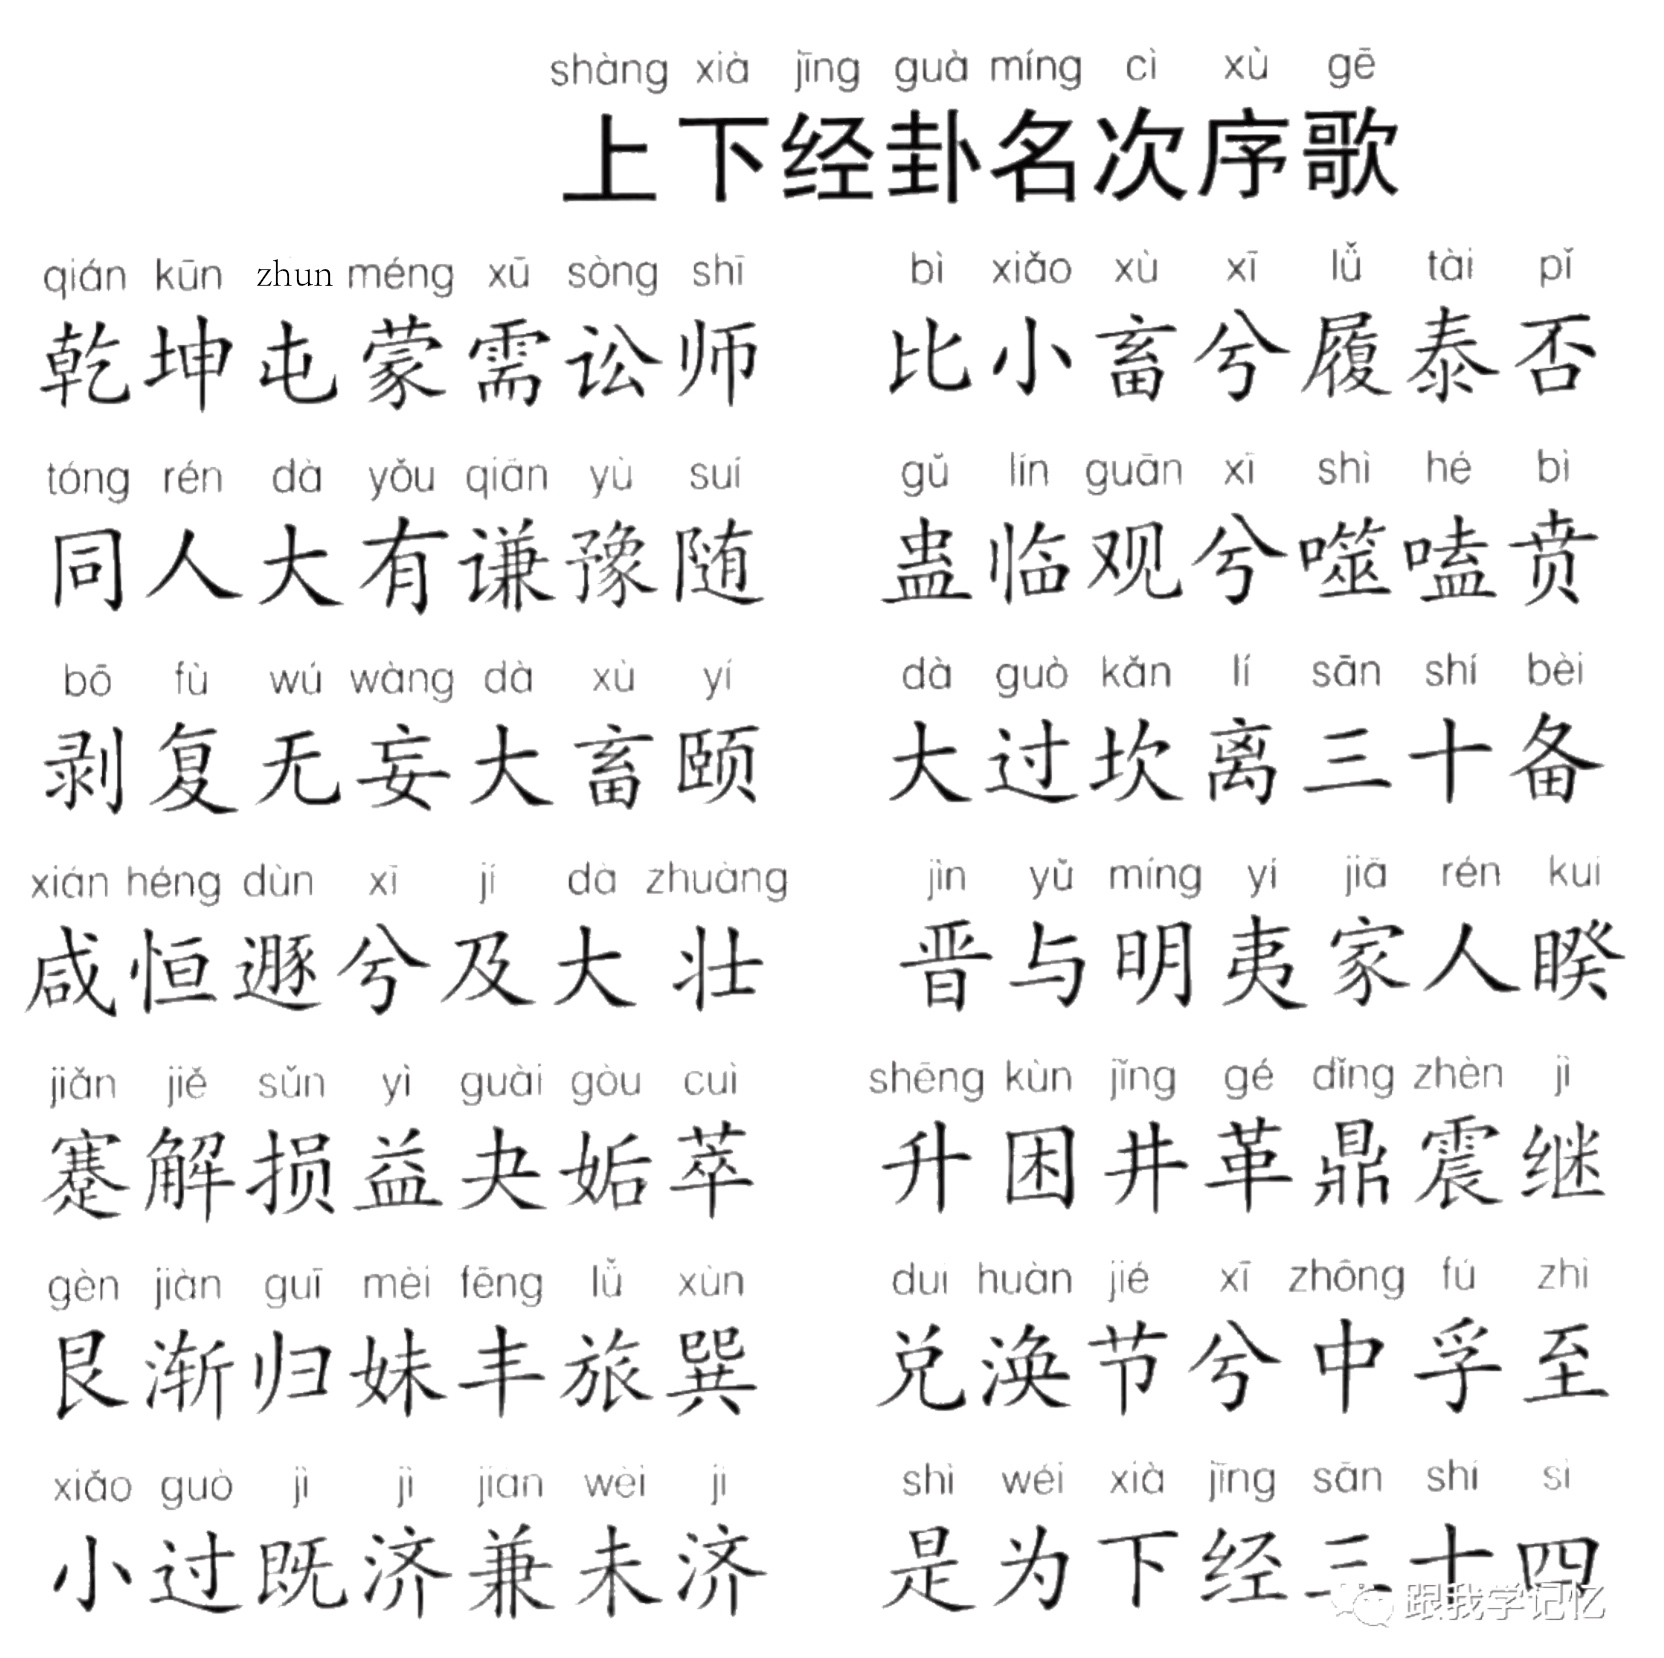 shàng xià jīng guà míng cì xù gē
上下经卦名次序歌
qián kūn zhun méng xū sòng shī bì xiǎo xù xī lǚ tài pǐ
乾坤屯蒙需讼师 比小畜兮履泰否
tóng rén dà yǒu qiān yù suí gǔ lín guān xī shì hé bì
同人大有谦豫随 蛊临观兮噬嗑贲
bō fù wú wàng dà xù yí dà guò kǎn lí sān shí bèi
剥复无妄大畜颐 大过坎离三十备
xián héng dùn xī jí dà zhuàng jìn yǔ míng yí jiā rén kuí
咸恒遯兮及大壮 晋与明夷家人睽
jiǎn jiě sǔn yì guài gòu cuì shēng kùn jǐng gé dǐng zhèn jì
蹇解损益夬姤萃 升困井革鼎震继
gèn jiàn guī mèi fēng lǚ xùn duì huàn jié xī zhōng fú zhì
艮渐归妹丰旅巽 兑涣节兮中孚至
xiǎo guò jì jì jiān wèi jì shì wéi xià jīng sān shí sì
小过既济兼未济 是为下经三十四
跟我学记忆